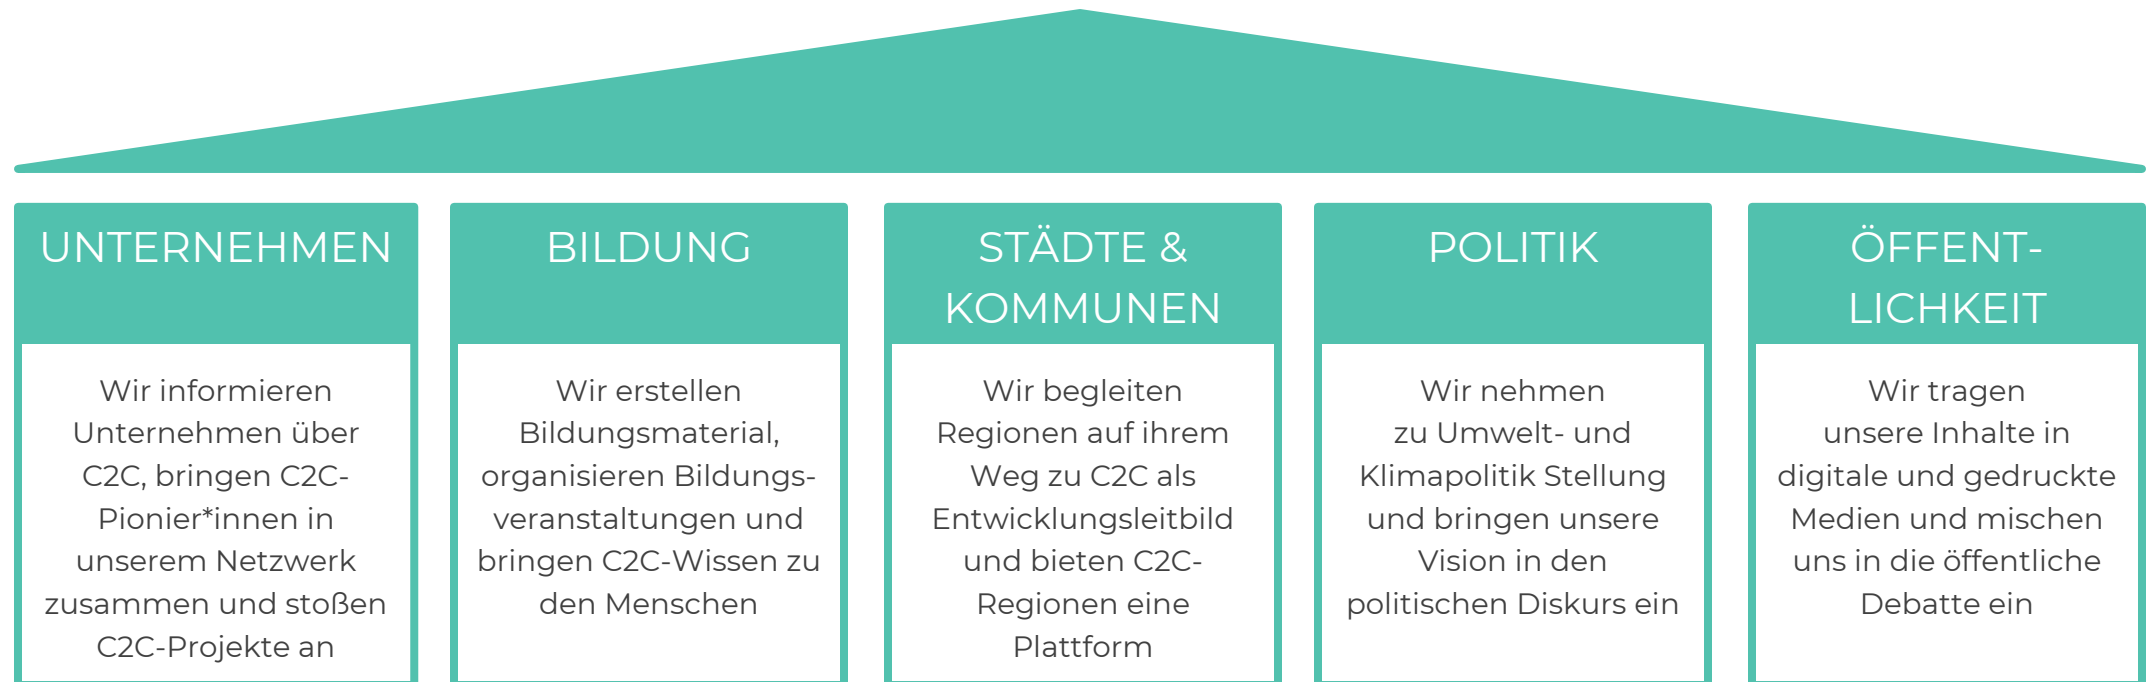 UNTERNEHMEN
Wir informieren
Unternehmen über
C2C, bringen C2C-
Pionier*innen in
unserem Netzwerk
zusammen und stoßen
C2C-Projekte an
BILDUNG
Wir erstellen
Bildungsmaterial,
organisieren Bildungs-
veranstaltungen und
bringen C2C-Wissen zu
den Menschen
STÄDTE &
KOMMUNEN
Wir begleiten
Regionen auf ihrem
Weg zu C2C als
Entwicklungsleitbild
und bieten C2C-
Regionen eine
Plattform
POLITIK
Wir nehmen
zu Umwelt- und
Klimapolitik Stellung
und bringen unsere
Vision in den
politischen Diskurs ein
ÖFFENT-
LICHKEIT
Wir tragen
unsere Inhalte in
digitale und gedruckte
Medien und mischen
uns in die öffentliche
Debatte ein